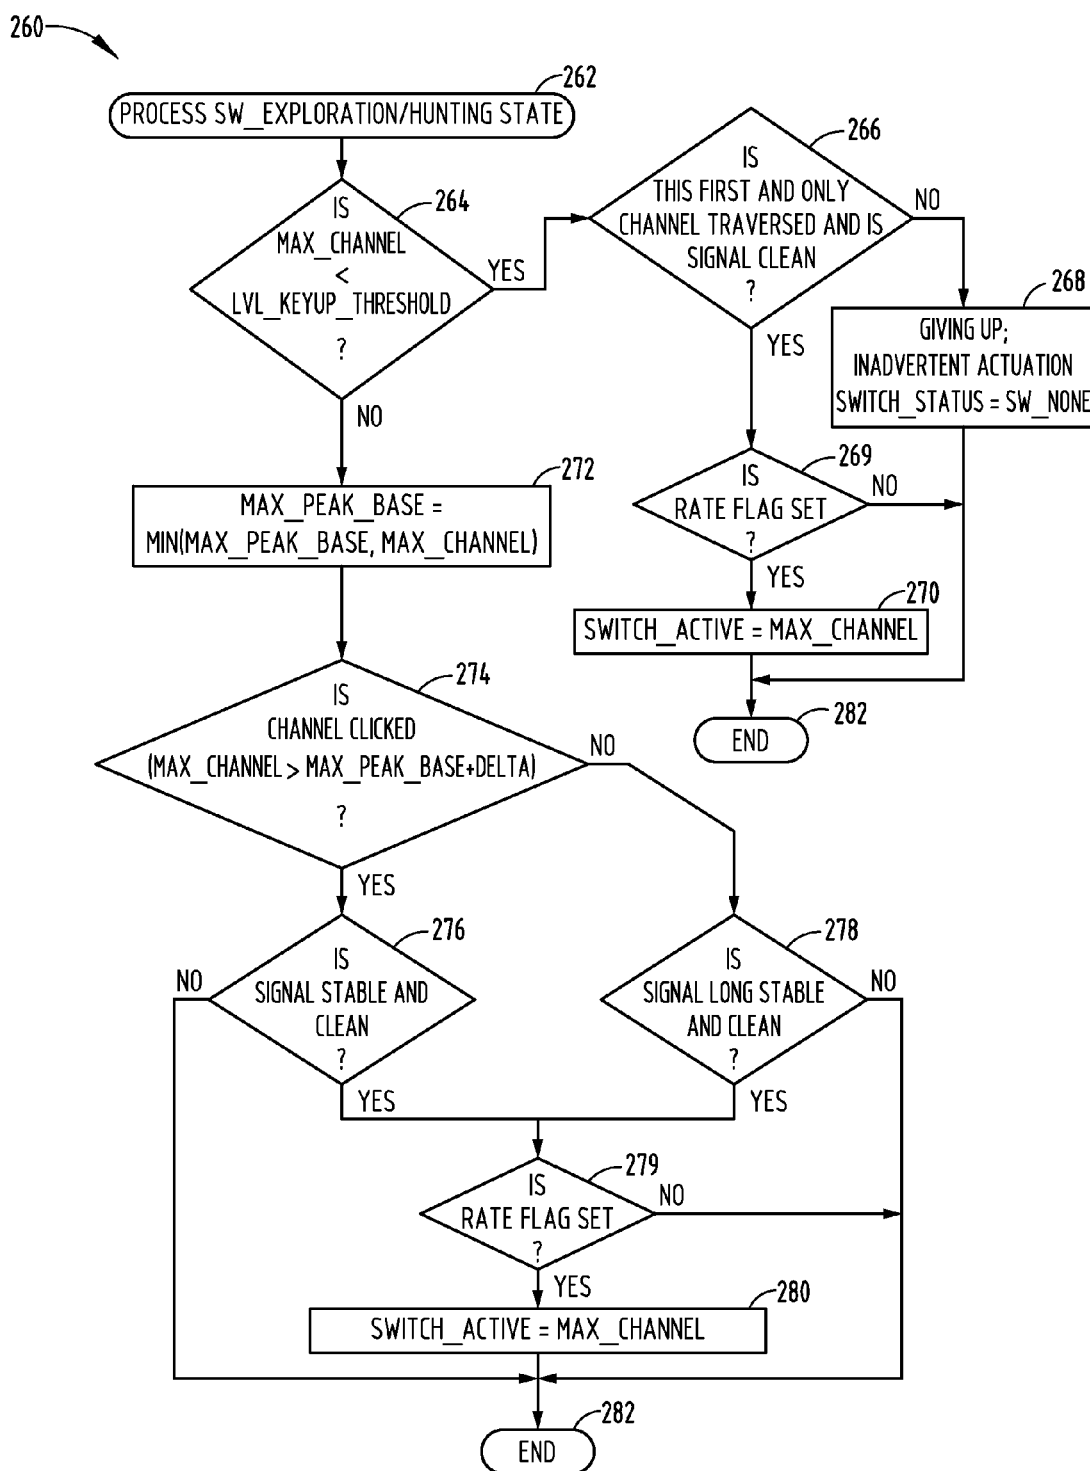 260
262
PROCESS SW_EXPLORATION/HUNTING STATE
264
IS
MAX_CHANNEL
<
LVL_KEYUP_THRESHOLD
?
YES
NO
266
IS
THIS FIRST AND ONLY
CHANNEL TRAVERSED AND IS
SIGNAL CLEAN
?
NO
YES
268
GIVING UP;
INADVERTENT ACTUATION
SWITCH_STATUS = SW_NONE
269
IS
RATE FLAG SET
?
NO
YES
270
SWITCH_ACTIVE = MAX_CHANNEL
282
END
272
MAX_PEAK_BASE =
MIN(MAX_PEAK_BASE, MAX_CHANNEL)
274
IS
CHANNEL CLICKED
(MAX_CHANNEL > MAX_PEAK_BASE+DELTA)
?
NO
YES
276
IS
SIGNAL STABLE AND
CLEAN
?
NO
YES
278
IS
SIGNAL LONG STABLE
AND CLEAN
?
NO
YES
279
IS
RATE FLAG SET
?
NO
YES
280
SWITCH_ACTIVE = MAX_CHANNEL
282
END